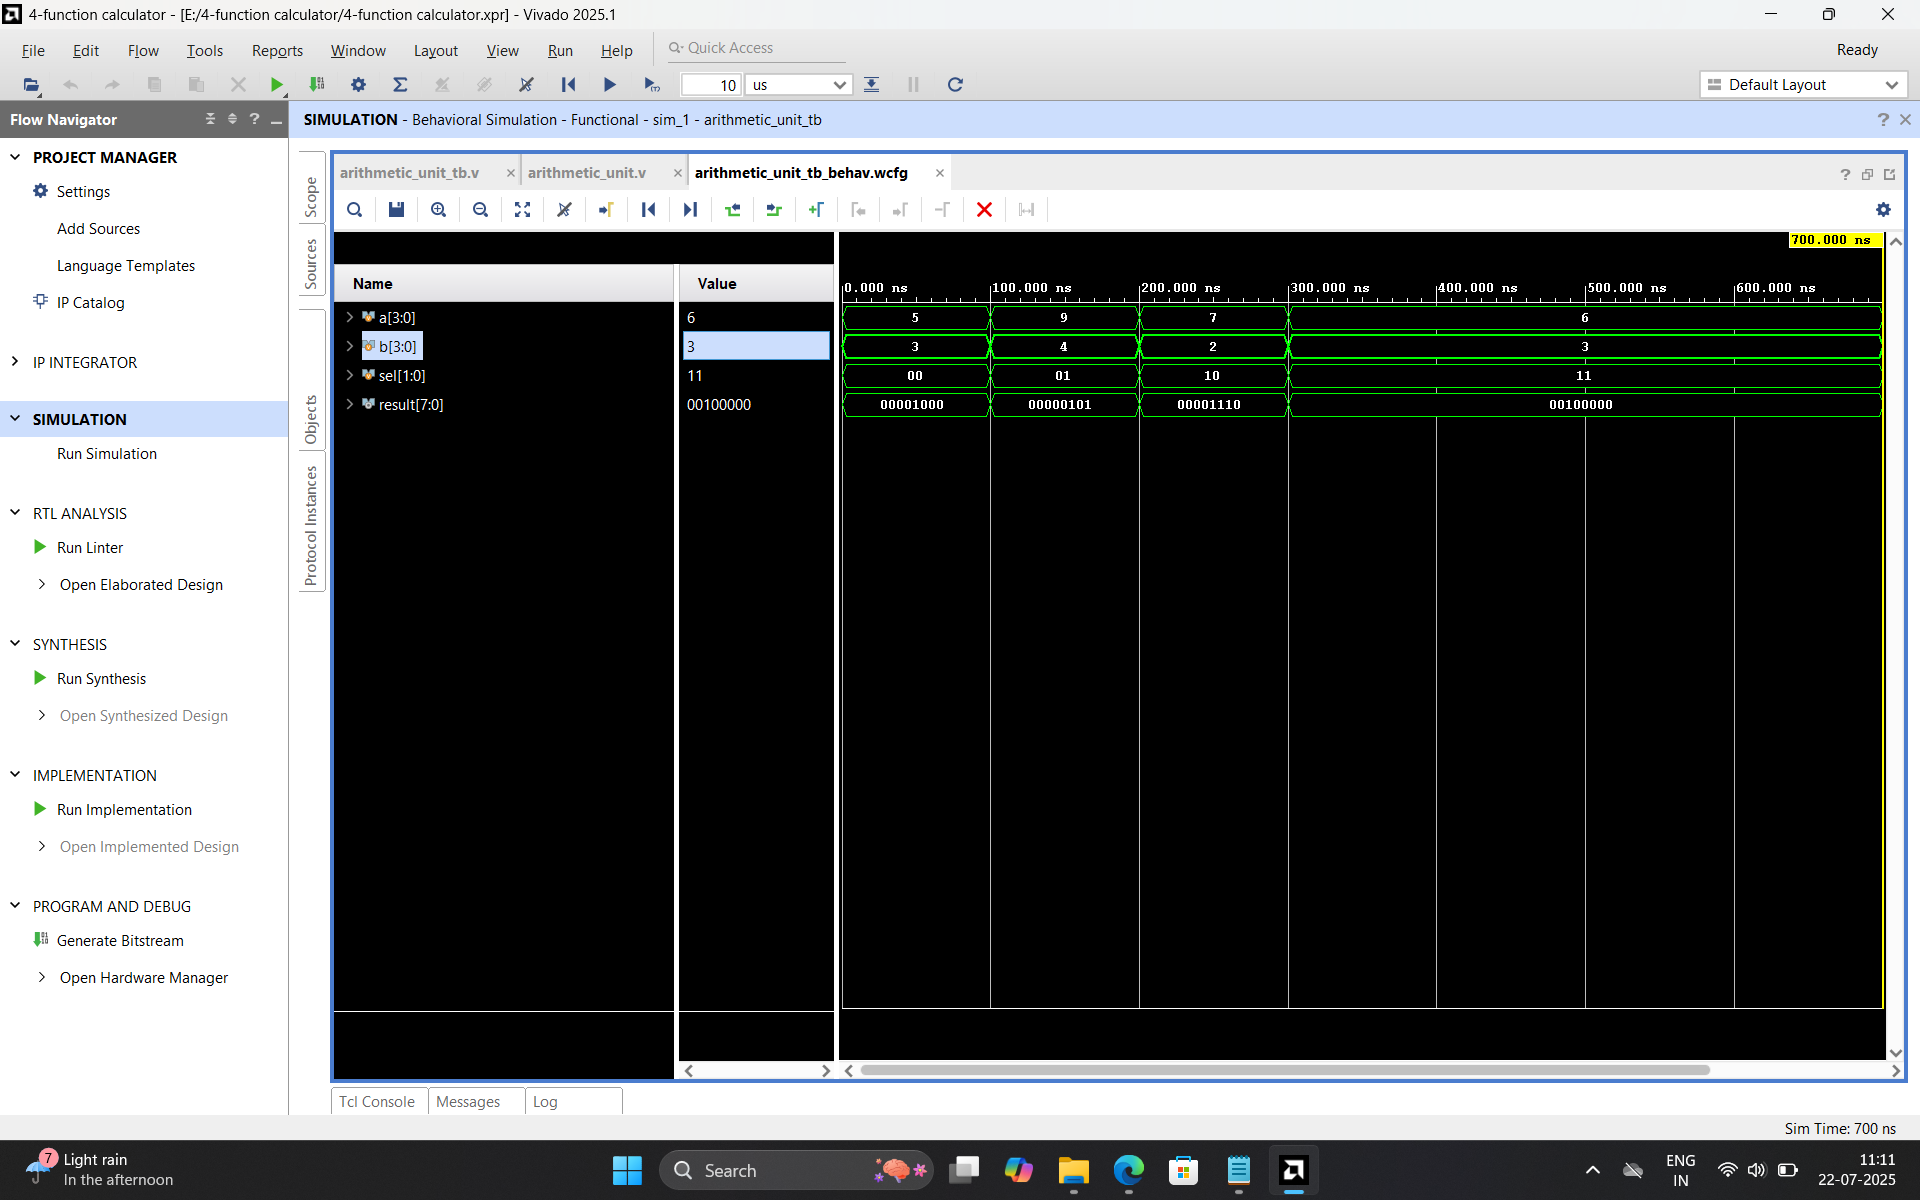 4-function calculator - [E:/4-function calculator/4-function calculator.xpr] - Vivado 2025.1
File Edit Flow Tools Reports Window Layout View Run Help Quick Access Ready
10 us Default Layout
Flow Navigator
SIMULATION - Behavioral Simulation - Functional - sim_1 - arithmetic_unit_tb
PROJECT MANAGER
Settings
Add Sources
Language Templates
IP Catalog
IP INTEGRATOR
SIMULATION
Run Simulation
RTL ANALYSIS
Run Linter
Open Elaborated Design
SYNTHESIS
Run Synthesis
Open Synthesized Design
IMPLEMENTATION
Run Implementation
Open Implemented Design
PROGRAM AND DEBUG
Generate Bitstream
Open Hardware Manager
Scope
Sources
Objects
Protocol Instances
arithmetic_unit_tb.v arithmetic_unit.v arithmetic_unit_tb_behav.wcfg
700.000 ns
Name Value 0.000 ns 100.000 ns 200.000 ns 300.000 ns 400.000 ns 500.000 ns 600.000 ns
a[3:0] 6 5 9 7 6
b[3:0] 3 3 4 2 3
sel[1:0] 11 00 01 10 11
result[7:0] 00100000 00001000 00000101 00001110 00100000
Tcl Console Messages Log
Sim Time: 700 ns
7
Light rain
In the afternoon
Search
ENG
IN
11:11
22-07-2025